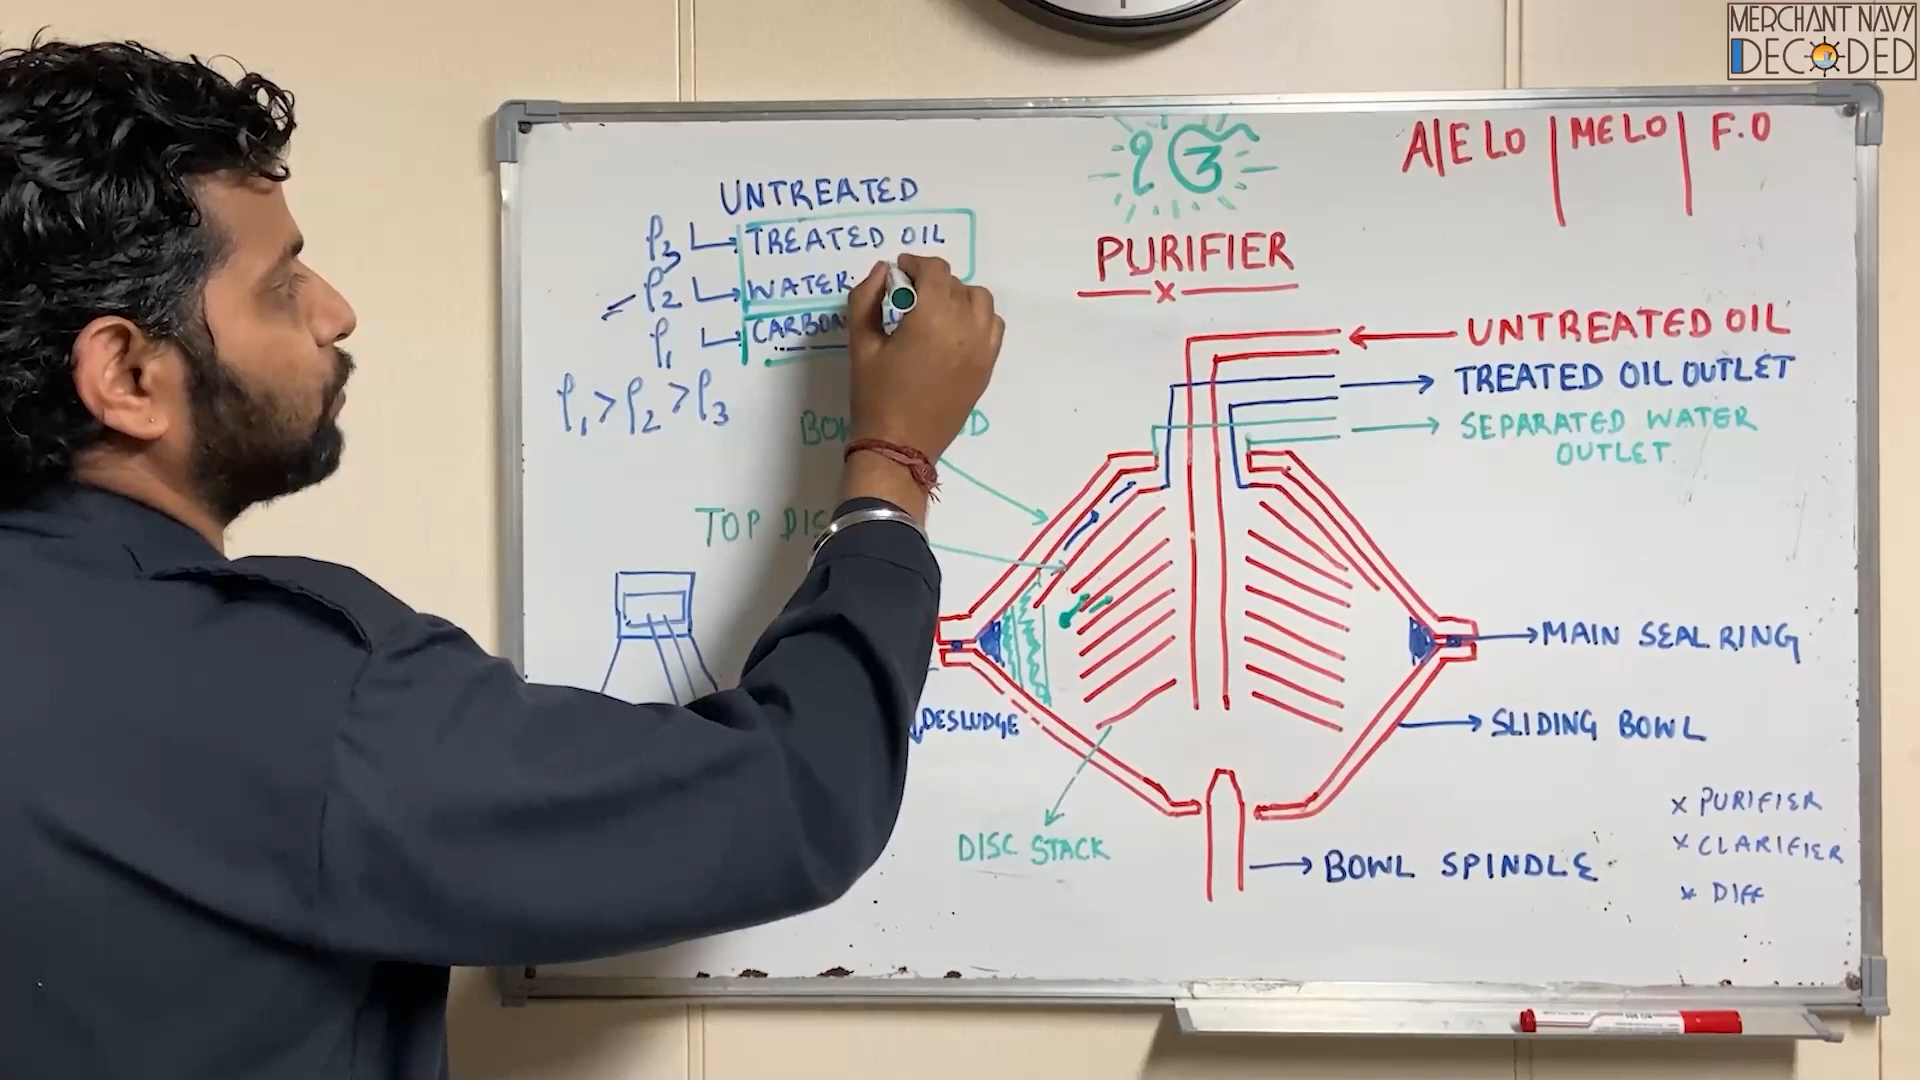 MERCHANT NAVY
DECODED
A/E LO | ME LO | F.O
UNTREATED
ρ3 TREATED OIL
ρ2 WATER
ρ1 CARBON
ρ1 > ρ2 > ρ3
PURIFIER
x
UNTREATED OIL
TREATED OIL OUTLET
SEPARATED WATER
OUTLET
TOP
MAIN SEAL RING
DESLUDGE
SLIDING BOWL
DISC STACK
BOWL SPINDLE
x PURIFIER
x CLARIFIER
x DIFF